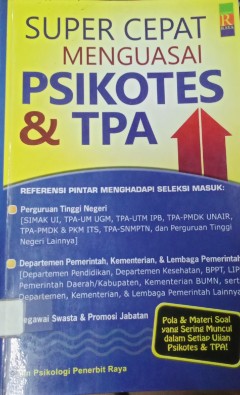 SUPER CEPAT
MENGUASAI
PSIKOTES
& TPA
REFERENSI PINTAR MENGHADAPI SELEKSI MASUK:
Perguruan Tinggi Negeri
[SIMAK UI, TPA-UM UGM, TPA-UTM IPB, TPA-PMDK UNAIR,
TPA-PMDK & PKM ITS, TPA-SNMPTN, dan Perguruan Tinggi
Negeri Lainnya]
Departemen Pemerintah, Kementerian, & Lembaga Pemerintah
[Departemen Pendidikan, Departemen Kesehatan, BPPT, LIP
Pemerintah Daerah/Kabupaten, Kementerian BUMN, sert
Departemen, Kementerian, & Lembaga Pemerintah Lainnya
egawai Swasta & Promosi Jabatan
Pola & Materi Soal
yang Sering Muncul
dalam Setiap Ujian
Psikotes & TPA!
Psikologi Penerbit Raya